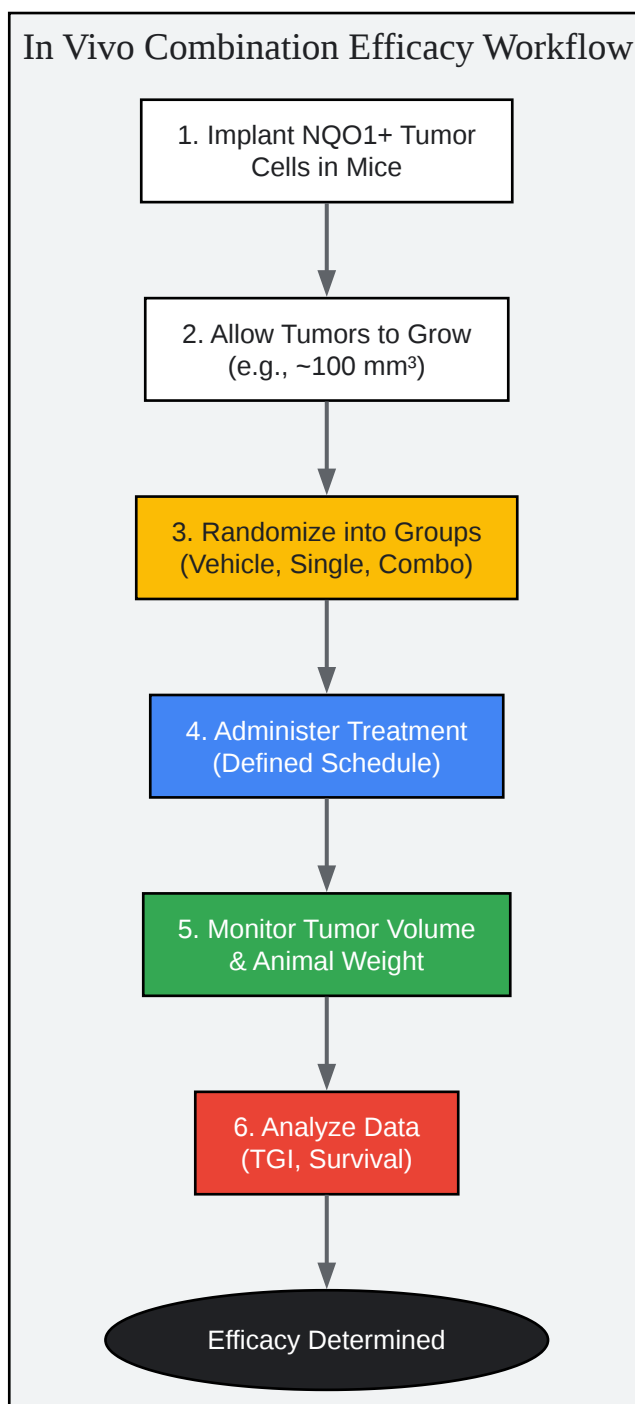 In Vivo Combination Efficacy Workflow
1. Implant NQO1+ Tumor
Cells in Mice
2. Allow Tumors to Grow
(e.g., ~100 mm³)
3. Randomize into Groups
(Vehicle, Single, Combo)
4. Administer Treatment
(Defined Schedule)
5. Monitor Tumor Volume
& Animal Weight
6. Analyze Data
(TGI, Survival)
Efficacy Determined